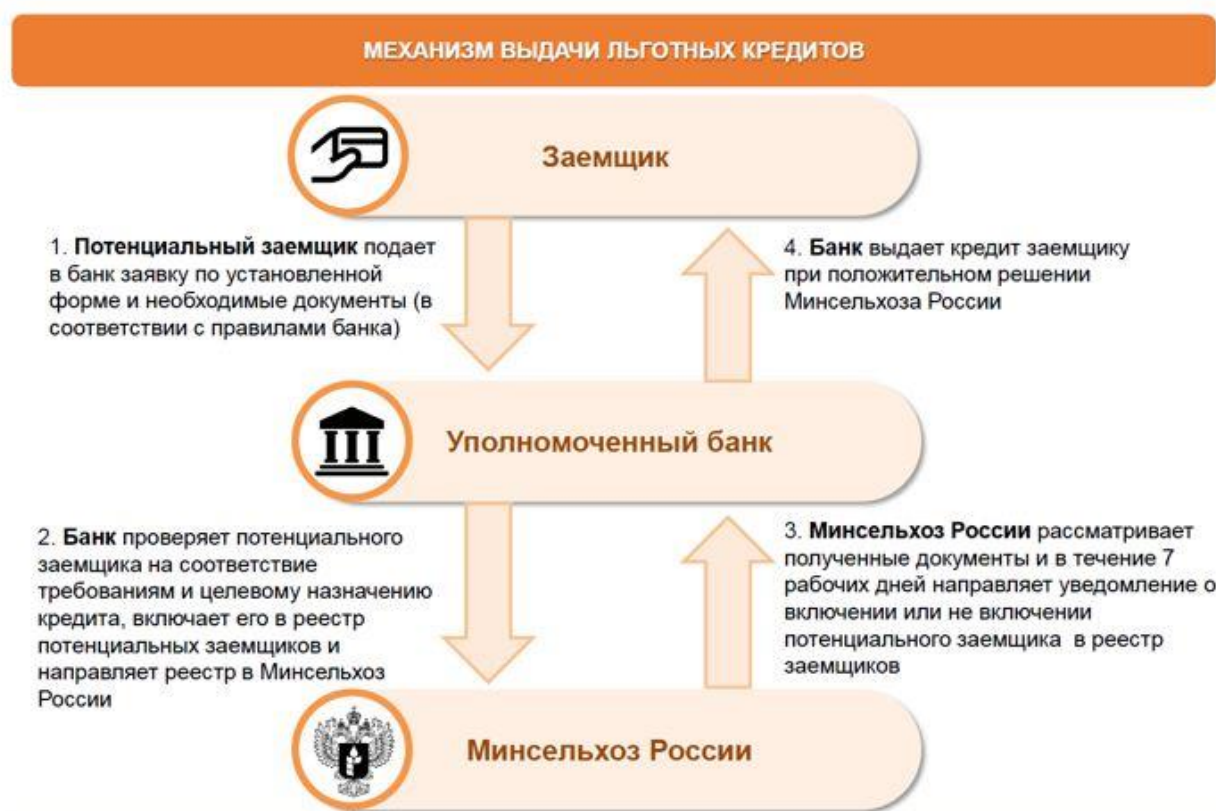 МЕХАНИЗМ ВЫДАЧИ ЛЬГОТНЫХ КРЕДИТОВ
Заемщик
1. Потенциальный заемщик подает
в банк заявку по установленной
форме и необходимые документы (в
соответствии с правилами банка)
4. Банк выдает кредит заемщику
при положительном решении
Минсельхоза России
Уполномоченный банк
2. Банк проверяет потенциального
заемщика на соответствие
требованиям и целевому назначению
кредита, включает его в реестр
потенциальных заемщиков и
направляет реестр в Минсельхоз
России
3. Минсельхоз России рассматривает
полученные документы и в течение 7
рабочих дней направляет уведомление о
включении или не включении
потенциального заемщика в реестр
заемщиков
Минсельхоз России